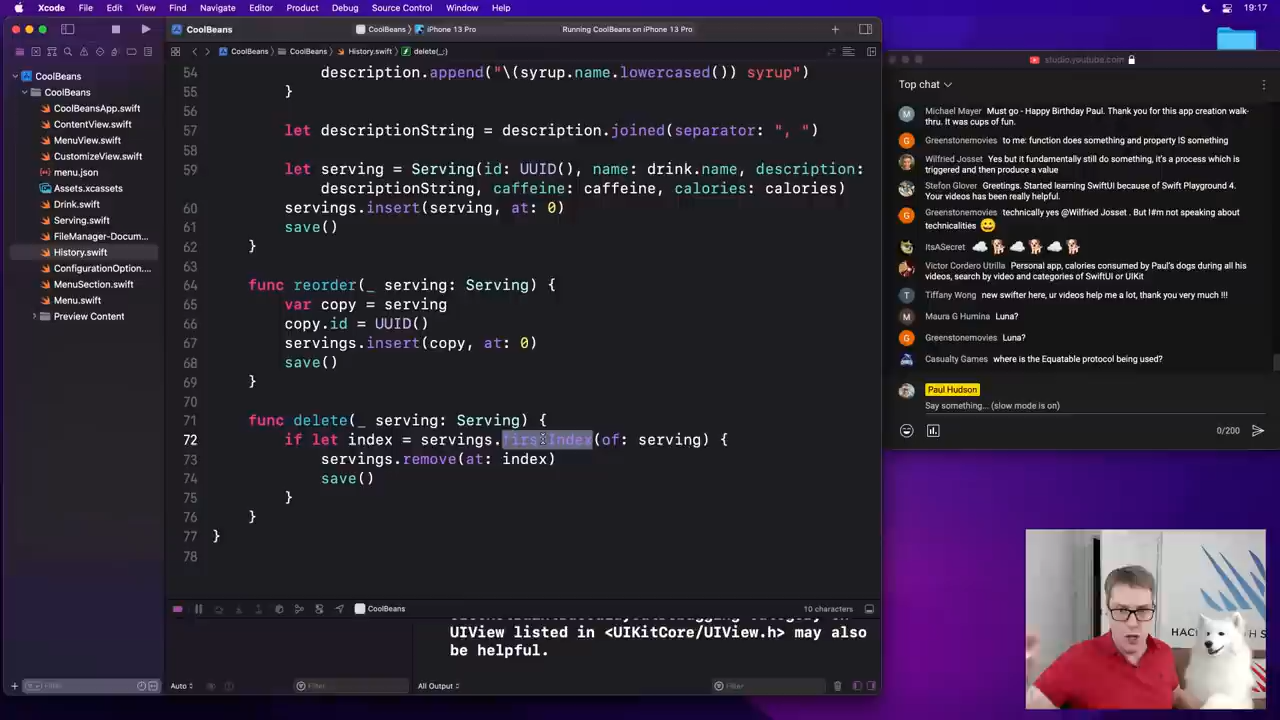 Xcode File Edit View Find Navigate Editor Product Debug Source Control Window Help 19:17
CoolBeans CoolBeans iPhone 13 Pro Running CoolBeans on iPhone 13 Pro
CoolBeans CoolBeans History.swift delete(_:)
CoolBeans
CoolBeans
CoolBeansApp.swift
ContentView.swift
MenuView.swift
CustomizeView.swift
menu.json
Assets.xcassets
Drink.swift
Serving.swift
FileManager-Docum...
History.swift
ConfigurationOption....
MenuSection.swift
Menu.swift
Preview Content
54 description.append("\(syrup.name.lowercased()) syrup")
55 }
56
57 let descriptionString = description.joined(separator: ", ")
58
59 let serving = Serving(id: UUID(), name: drink.name, description:
descriptionString, caffeine: caffeine, calories: calories)
60 servings.insert(serving, at: 0)
61 save()
62 }
63
64 func reorder(_ serving: Serving) {
65 var copy = serving
66 copy.id = UUID()
67 servings.insert(copy, at: 0)
68 save()
69 }
70
71 func delete(_ serving: Serving) {
72 if let index = servings.firstIndex(of: serving) {
73 servings.remove(at: index)
74 save()
75 }
76 }
77 }
78
CoolBeans 10 characters
UIView listed in <UIKitCore/UIView.h> may also
be helpful.
Filter Auto Filter All Output Filter
studio.youtube.com
Top chat
Michael Mayer Must go - Happy Birthday Paul. Thank you for this app creation walk-
thru. It was cups of fun.
Greenstonemovies to me: function does something and property IS something
Wilfried Josset Yes but it fundamentally still do something, it's a process which is
triggered and then produce a value
Stefon Glover Greetings. Started learning SwiftUI because of Swift Playground 4.
Your videos has been really helpful.
Greenstonemovies technically yes @Wilfried Josset . But I#m not speaking about
technicalities 😀
ItsASecret ☁️🐕☁️🐕☁️🐕
Victor Cordero Utrilla Personal app, calories consumed by Paul's dogs during all his
videos, search by video and categories of SwiftUI or UIKit
Tiffany Wong new swifter here, ur videos help me a lot, thank you very much !!!
Maura G Humina Luna?
Greenstonemovies Luna?
Casualty Games where is the Equatable protocol being used?
Paul Hudson
Say something... (slow mode is on)
0/200
HACKI